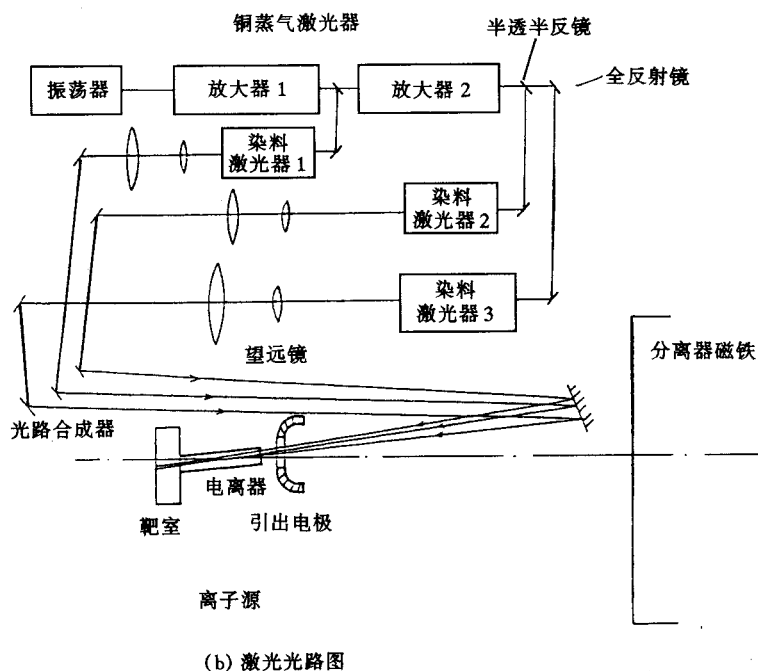 铜蒸气激光器
半透半反镜
全反射镜
振荡器
放大器 1
放大器 2
染料
激光器 1
染料
激光器 2
染料
激光器 3
望远镜
分离器磁铁
光路合成器
电离器
靶室
引出电极
离子源
(b) 激光光路图